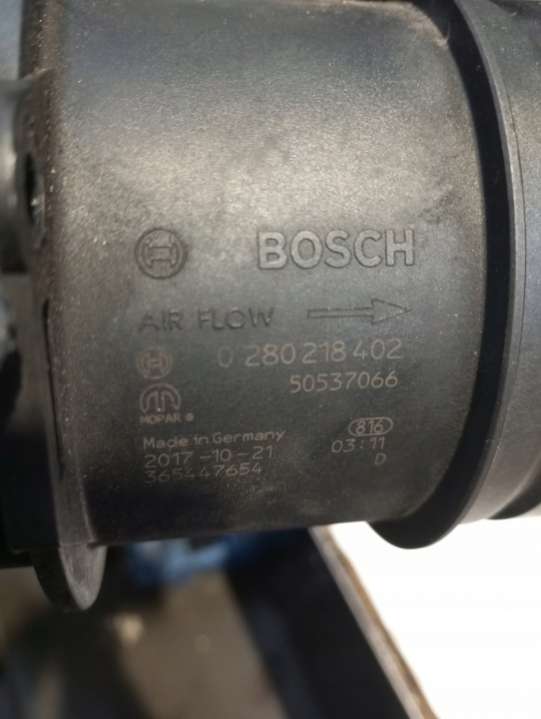 BOSCH
AIR FLOW
0 280 218 402
50537066
MOPAR ®
Made in Germany 816
2017-10-21 03:11
365447654 D